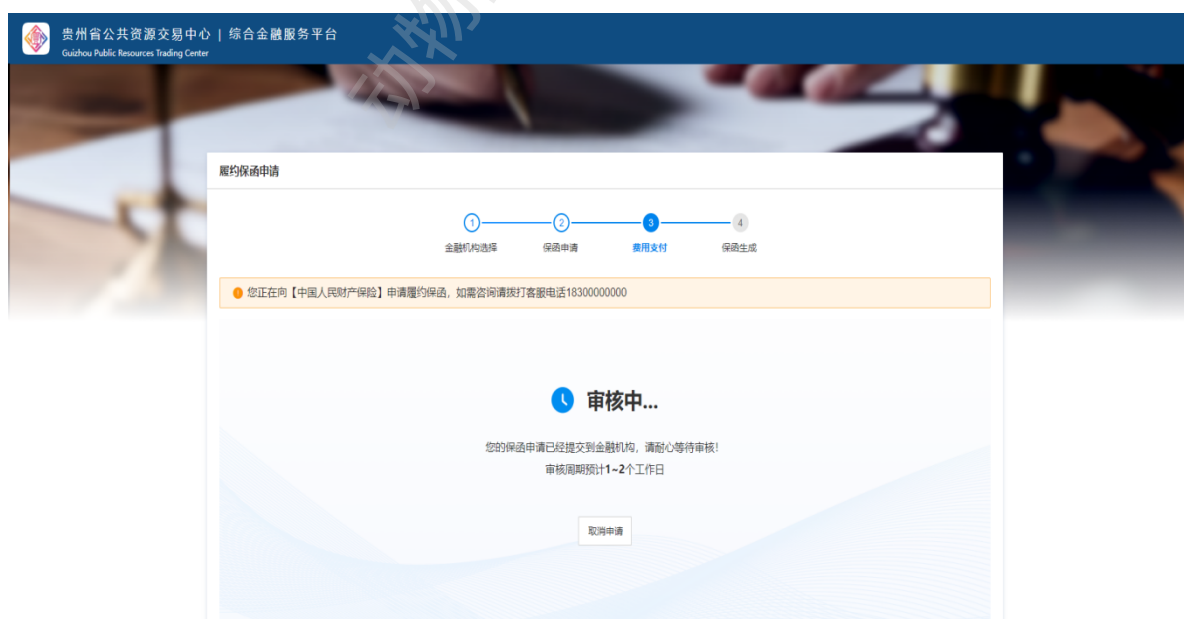 动物
贵州省公共资源交易中心 | 综合金融服务平台
Guizhou Public Resources Trading Center
履约保函申请
1 2 3 4
金融机构选择 保函申请 费用支付 保函生成
您正在向【中国人民财产保险】申请履约保函，如需咨询请拨打客服电话18300000000
审核中...
您的保函申请已经提交到金融机构，请耐心等待审核！
审核周期预计1~2个工作日
取消申请